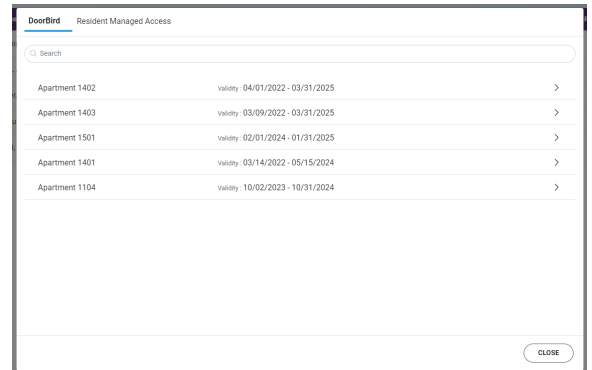 DoorBird Resident Managed Access
Search
Apartment 1402 Validity : 04/01/2022 - 03/31/2025
Apartment 1403 Validity : 03/09/2022 - 03/31/2025
Apartment 1501 Validity : 02/01/2024 - 01/31/2025
Apartment 1401 Validity : 03/14/2022 - 05/15/2024
Apartment 1104 Validity : 10/02/2023 - 10/31/2024
CLOSE